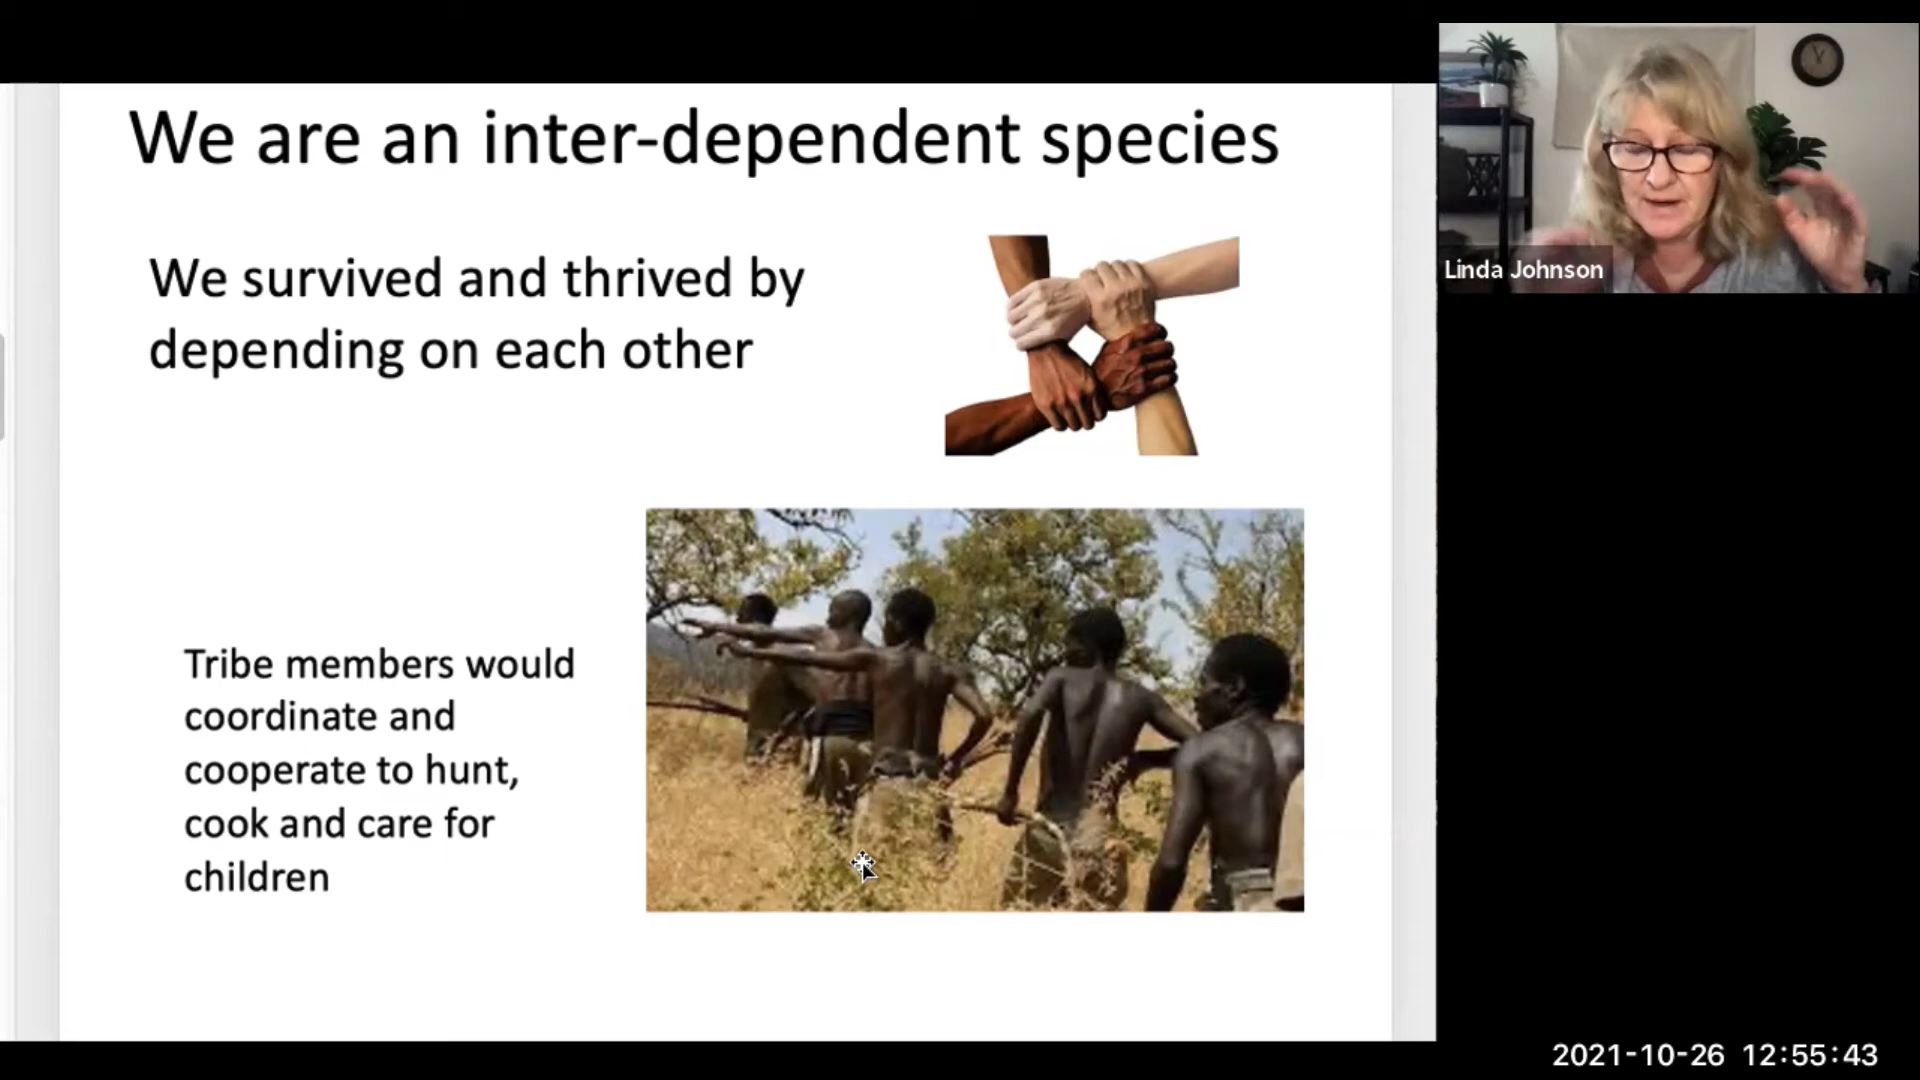 We are an inter-dependent species
We survived and thrived by
depending on each other
Tribe members would
coordinate and
cooperate to hunt,
cook and care for
children
Linda Johnson
2021-10-26 12:55:43